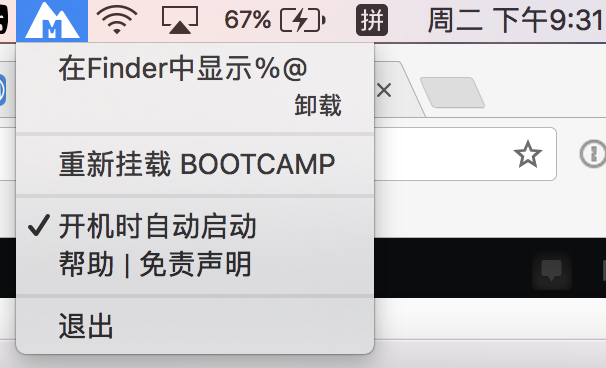 67% 拼 周二 下午9:31
在Finder中显示%@
卸载
重新挂载 BOOTCAMP
✓ 开机时自动启动
帮助 | 免责声明
退出